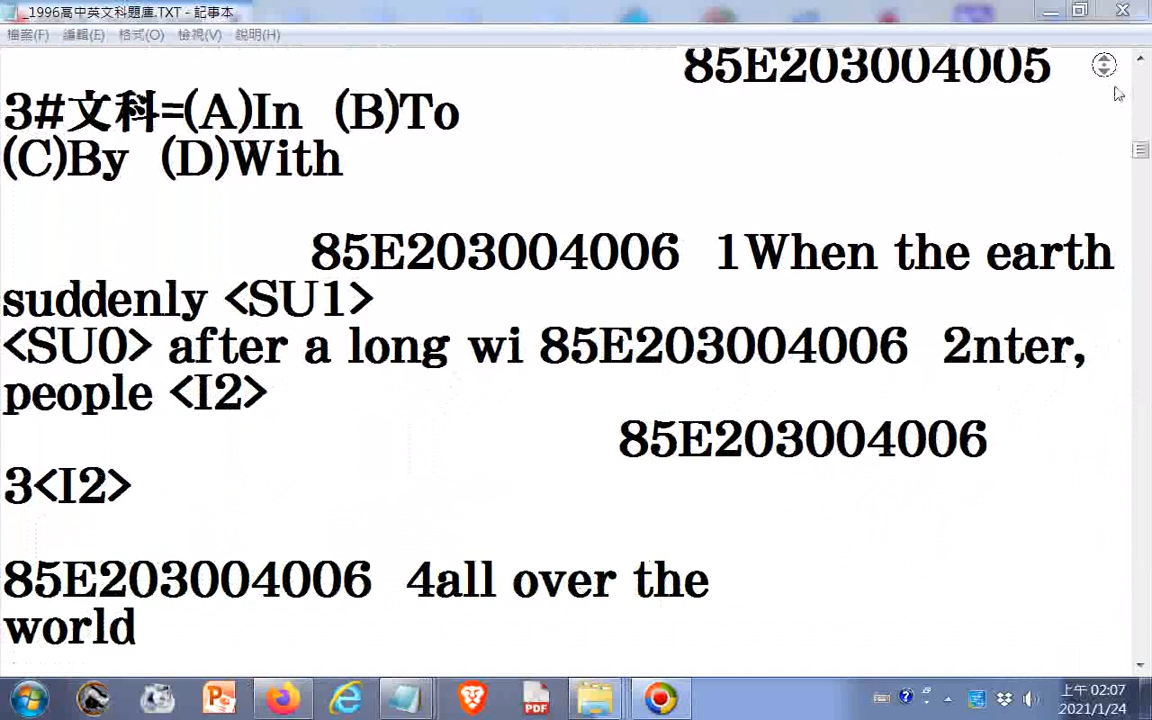 _1996高中英文科題庫.TXT - 記事本
檔案(F) 編輯(E) 格式(O) 檢視(V) 說明(H)
85E203004005
3#文科=(A)In (B)To
(C)By (D)With
85E203004006 1When the earth
suddenly <SU1>
<SU0> after a long wi 85E203004006 2nter,
people <I2>
85E203004006
3<I2>
85E203004006 4all over the
world
PDF
上午 02:07
2021/1/24